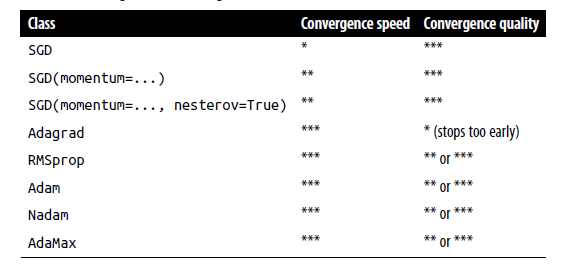 Class Convergence speed Convergence quality
SGD * ***
SGD(momentum=...) ** ***
SGD(momentum=..., nesterov=True) ** ***
Adagrad *** * (stops too early)
RMSprop *** ** or ***
Adam *** ** or ***
Nadam *** ** or ***
AdaMax *** ** or ***